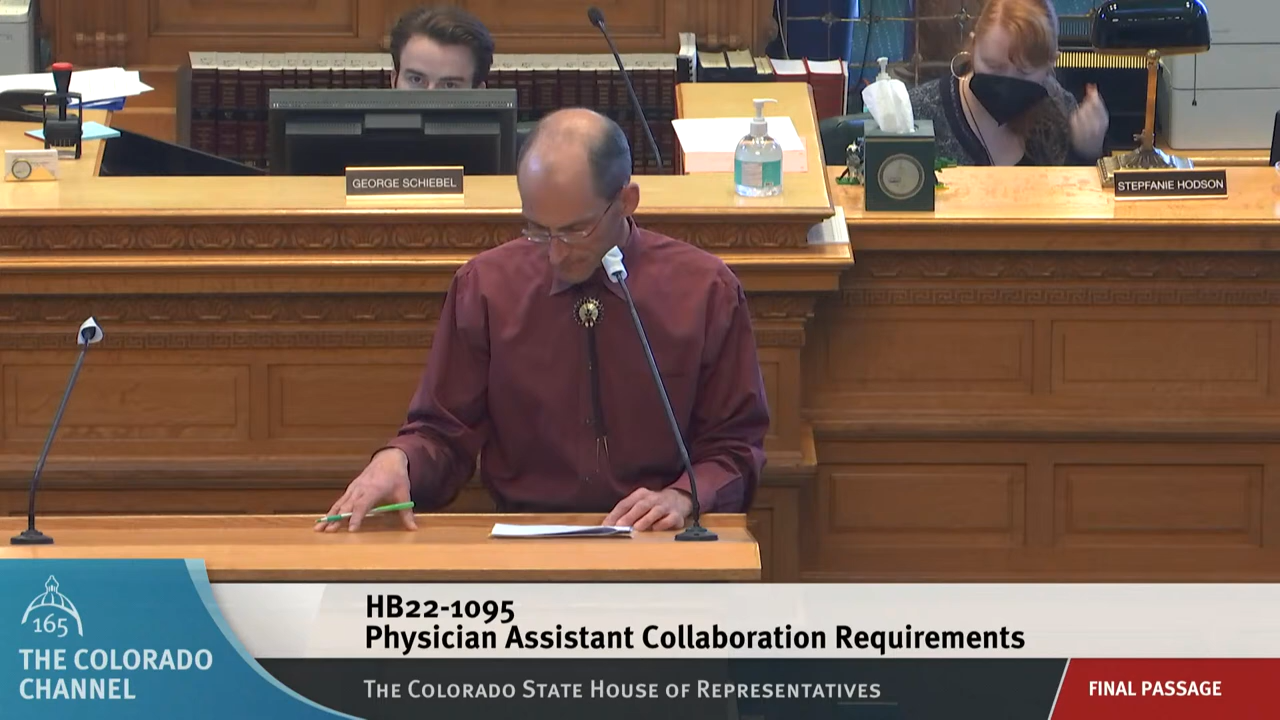 GEORGE SCHIEBEL
STEPFANIE HODSON
165
THE COLORADO
CHANNEL
HB22-1095
Physician Assistant Collaboration Requirements
The Colorado State House of Representatives
FINAL PASSAGE